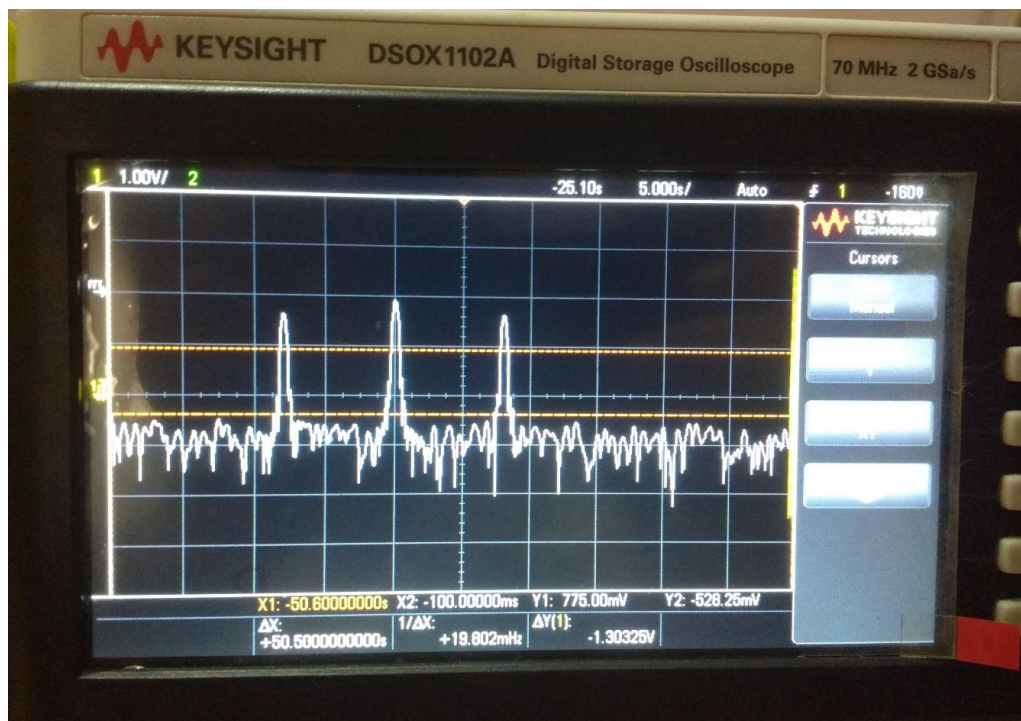 KEYSIGHT DSOX1102A Digital Storage Oscilloscope 70 MHz 2 GSa/s
1 1.00V/ 2 -25.10s 5.000s/ Auto 1 -160
KEYSIGHT
TECHNOLOGIES
Cursors
Manual
X1: -50.60000000s X2: -100.00000ms Y1: 775.00mV Y2: -528.25mV
ΔX: 1/ΔX: ΔY(1):
+50.5000000000s +19.802mHz -1.30325V